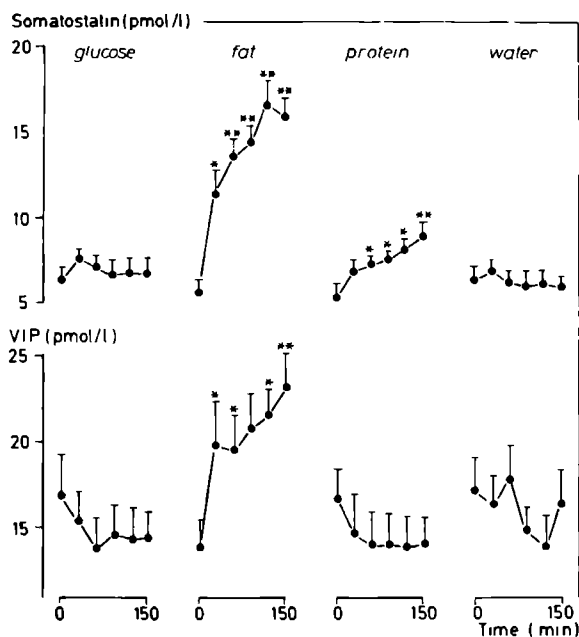 Somatostatin (pmol/l)
glucose fat protein water
20
15
10
5
* ** ** ** **
* * * **
VIP (pmol/l)
25
20
15
* * * **
0 150 0 150 0 150 0 150
Time (min)